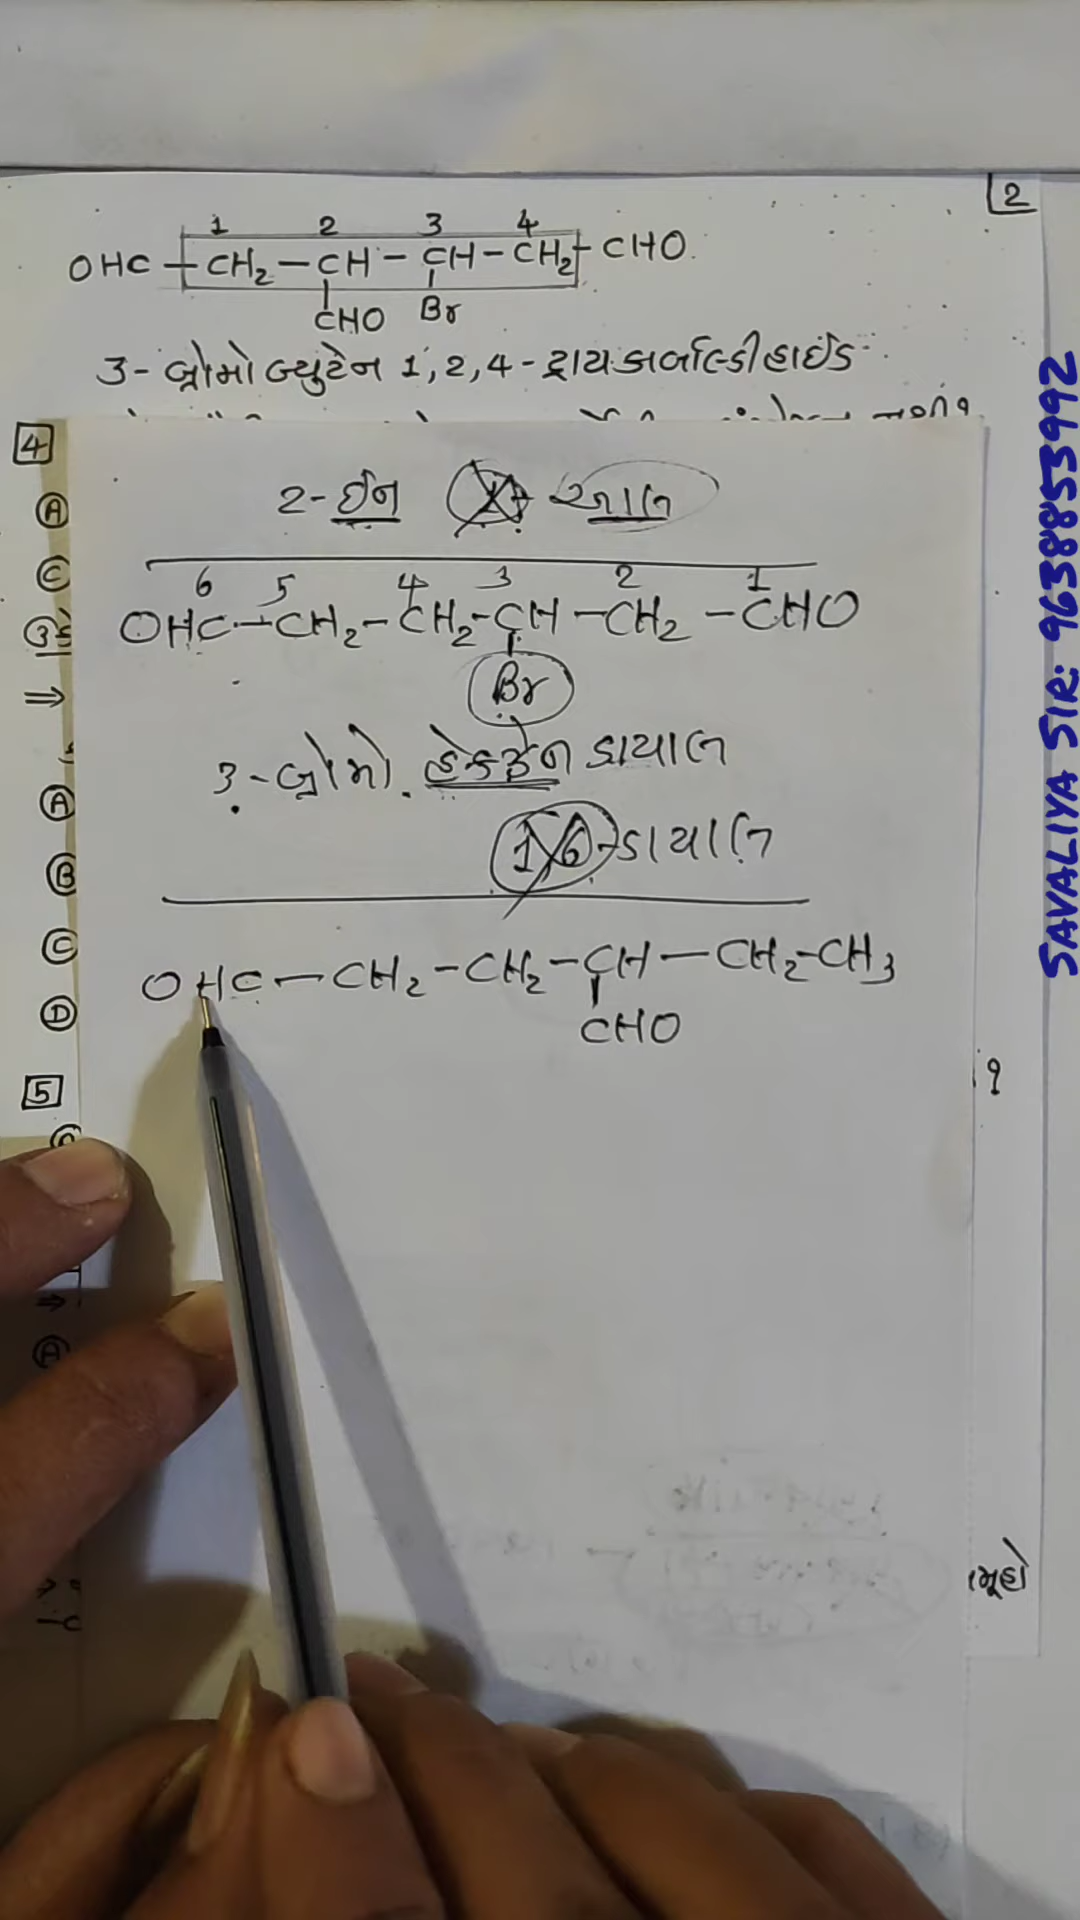 2
1 2 3 4
OHC - CH2 - CH - CH - CH2 - CHO
CHO Br
3- બ્રોમો બ્યુટેન 1,2,4- ટ્રાય કાર્બાલ્ડીહાઈડ
4
2- ઈન આલ
A
C
6 5 4 3 2 1
OHC - CH2 - CH2 - CH - CH2 - CHO
Br
⇒
3- બ્રોમો હેકઝેન ડાયાલ
A
1,6 - ડાયાલ
B
C
OHC - CH2 - CH2 - CH - CH2 - CH3
CHO
D
5
A
SAVALIYA SIR: 9638853992